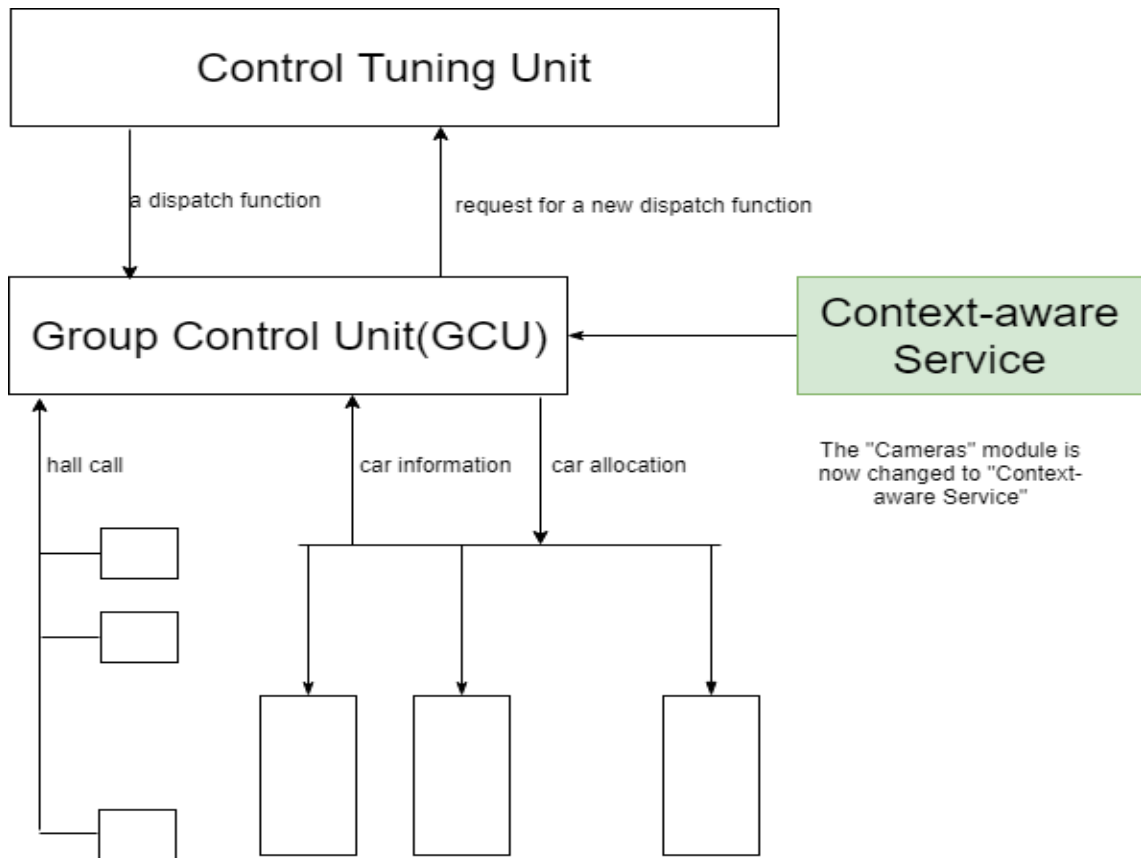 Control Tuning Unit
a dispatch function
request for a new dispatch function
Group Control Unit(GCU)
Context-aware
Service
hall call
car information
car allocation
The "Cameras" module is
now changed to "Context-
aware Service"